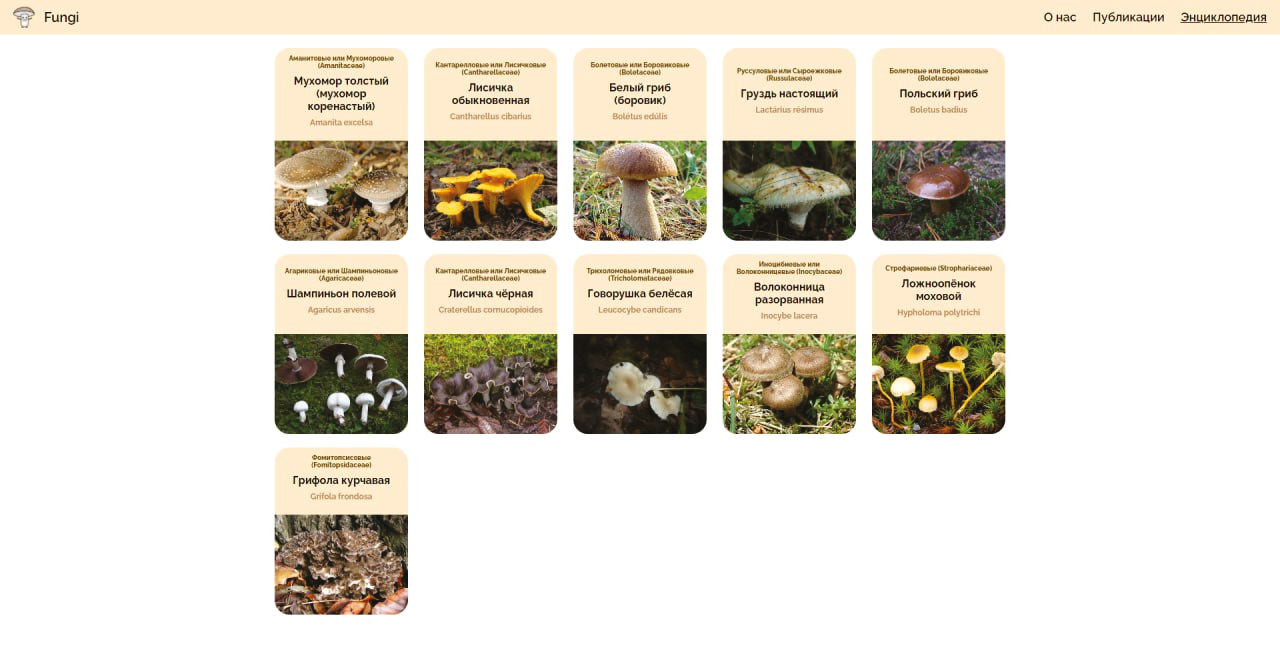 Fungi
О нас
Публикации
Энциклопедия
Аманитовые или Мухоморовые
(Amanitaceae)
Мухомор толстый
(мухомор
коренастый)
Amanita excelsa
Кантарелловые или Лисичковые
(Cantharellaceae)
Лисичка
обыкновенная
Cantharellus cibarius
Болетовые или Боровиковые
(Boletaceae)
Белый гриб
(боровик)
Bolétus edúlis
Руссуловые или Сыроежковые
(Russulaceae)
Груздь настоящий
Lactárius résimus
Болетовые или Боровиковые
(Boletaceae)
Польский гриб
Boletus badius
Агариковые или Шампиньоновые
(Agaricaceae)
Шампиньон полевой
Agaricus arvensis
Кантарелловые или Лисичковые
(Cantharellaceae)
Лисичка чёрная
Craterellus cornucopioides
Трихоломовые или Рядовковые
(Tricholomataceae)
Говорушка белёсая
Leucocybe candicans
Иноцибиевые или
Волоконницевые (Inocybaceae)
Волоконница
разорванная
Inocybe lacera
Строфариевые (Strophariaceae)
Ложноопёнок
моховой
Hypholoma polytrichi
Фомитопсисовые
(Fomitopsidaceae)
Грифола курчавая
Grifola frondosa